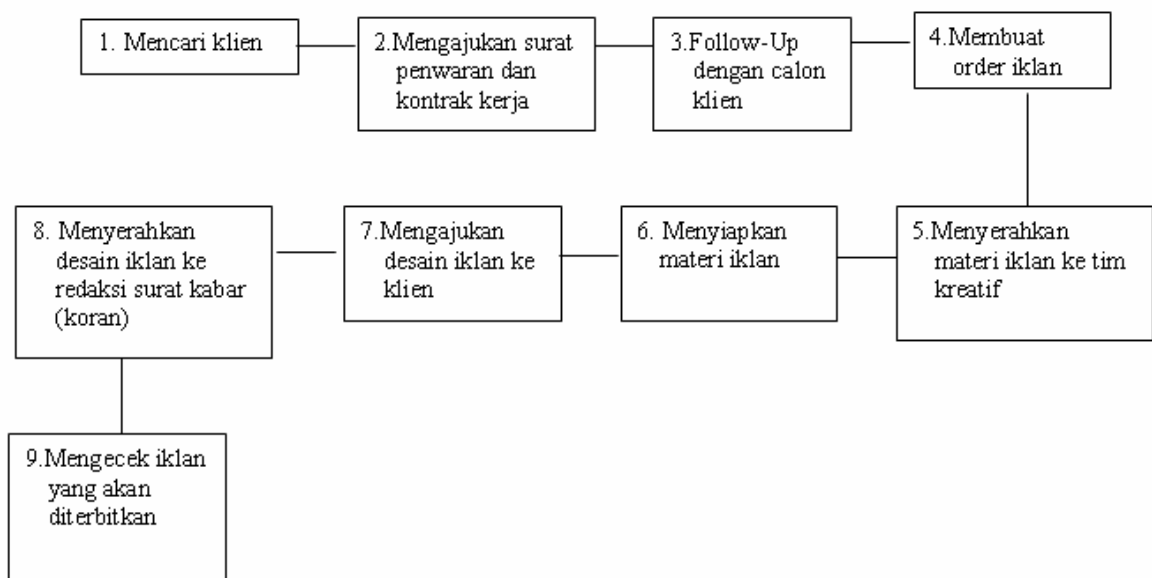 1. Mencari klien
2.Mengajukan surat
penwaran dan
kontrak kerja
3.Follow-Up
dengan calon
klien
4.Membuat
order iklan
5.Menyerahkan
materi iklan ke tim
kreatif
6. Menyiapkan
materi iklan
7.Mengajukan
desain iklan ke
klien
8. Menyerahkan
desain iklan ke
redaksi surat kabar
(koran)
9.Mengecek iklan
yang akan
diterbitkan